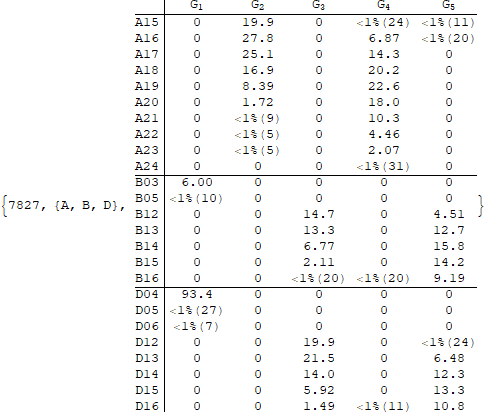 G1 G2 G3 G4 G5
A15 0 19.9 0 <1%(24) <1%(11)
A16 0 27.8 0 6.87 <1%(20)
A17 0 25.1 0 14.3 0
A18 0 16.9 0 20.2 0
A19 0 8.39 0 22.6 0
A20 0 1.72 0 18.0 0
A21 0 <1%(9) 0 10.3 0
A22 0 <1%(5) 0 4.46 0
A23 0 <1%(5) 0 2.07 0
A24 0 0 0 <1%(31) 0
B03 6.00 0 0 0 0
{7827, {A, B, D}, B05 <1%(10) 0 0 0 0 }
B12 0 0 14.7 0 4.51
B13 0 0 13.3 0 12.7
B14 0 0 6.77 0 15.8
B15 0 0 2.11 0 14.2
B16 0 0 <1%(20) <1%(20) 9.19
D04 93.4 0 0 0 0
D05 <1%(27) 0 0 0 0
D06 <1%(7) 0 0 0 0
D12 0 0 19.9 0 <1%(24)
D13 0 0 21.5 0 6.48
D14 0 0 14.0 0 12.3
D15 0 0 5.92 0 13.3
D16 0 0 1.49 <1%(11) 10.8